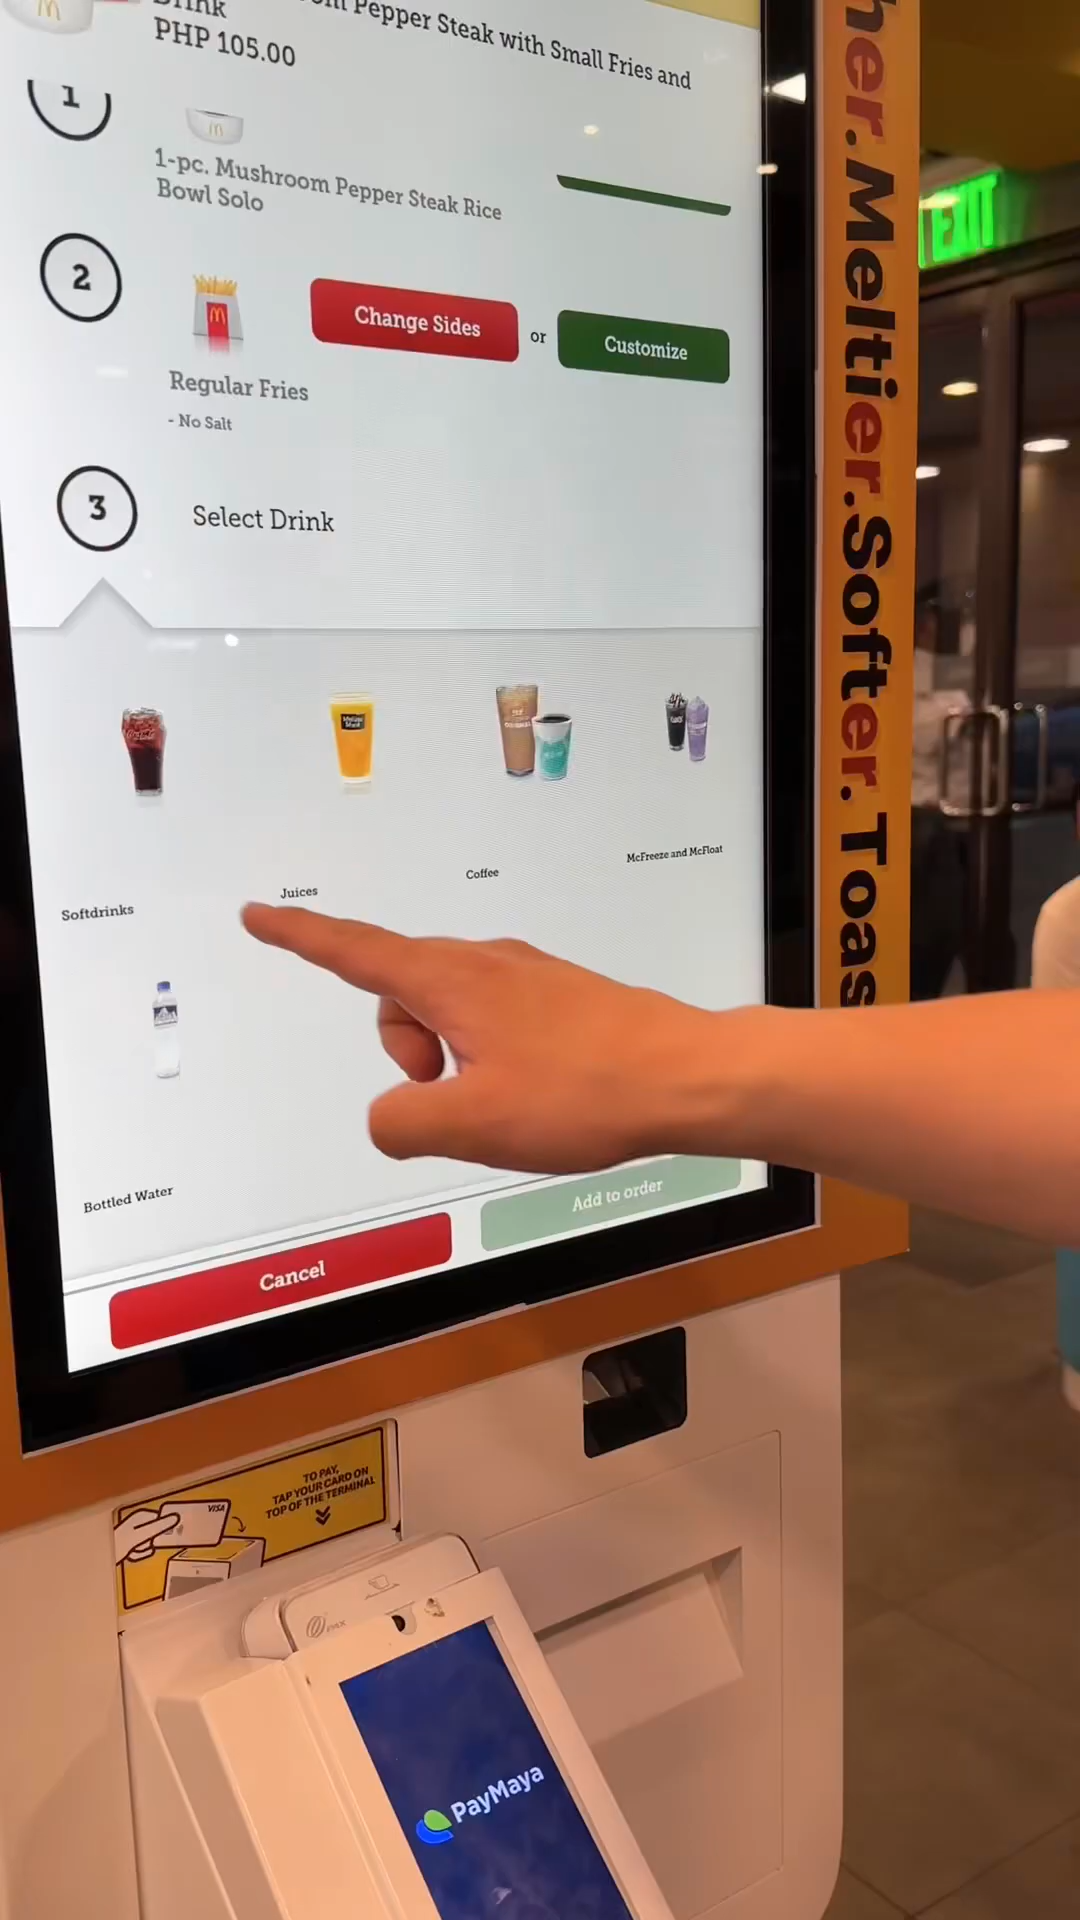 Drink
Pepper Steak with Small Fries and
PHP 105.00
1
1-pc. Mushroom Pepper Steak Rice
Bowl Solo
2
Change Sides
or
Customize
Regular Fries
- No Salt
3
Select Drink
Softdrinks
Juices
Coffee
McFreeze and McFloat
Bottled Water
Cancel
Add to order
her. Meltier. Softer. Toas
EXIT
TO PAY,
TAP YOUR CARD ON
TOP OF THE TERMINAL
VISA
PAX
PayMaya